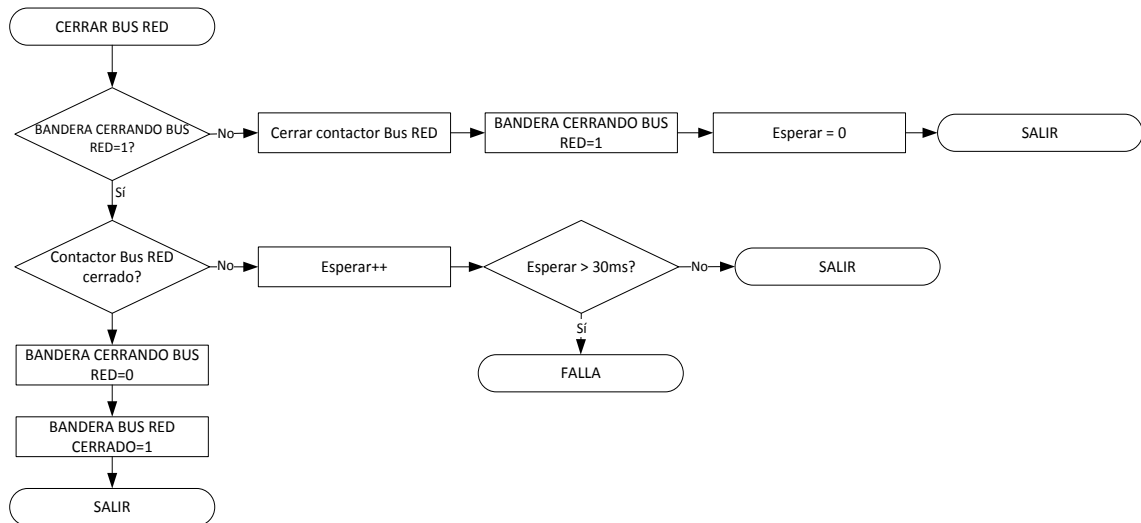 CERRAR BUS RED
BANDERA CERRANDO BUS
RED=1?
No
Cerrar contactor Bus RED
BANDERA CERRANDO BUS
RED=1
Esperar = 0
SALIR
Sí
Contactor Bus RED
cerrado?
No
Esperar++
Esperar > 30ms?
No
SALIR
Sí
FALLA
BANDERA CERRANDO BUS
RED=0
BANDERA BUS RED
CERRADO=1
SALIR